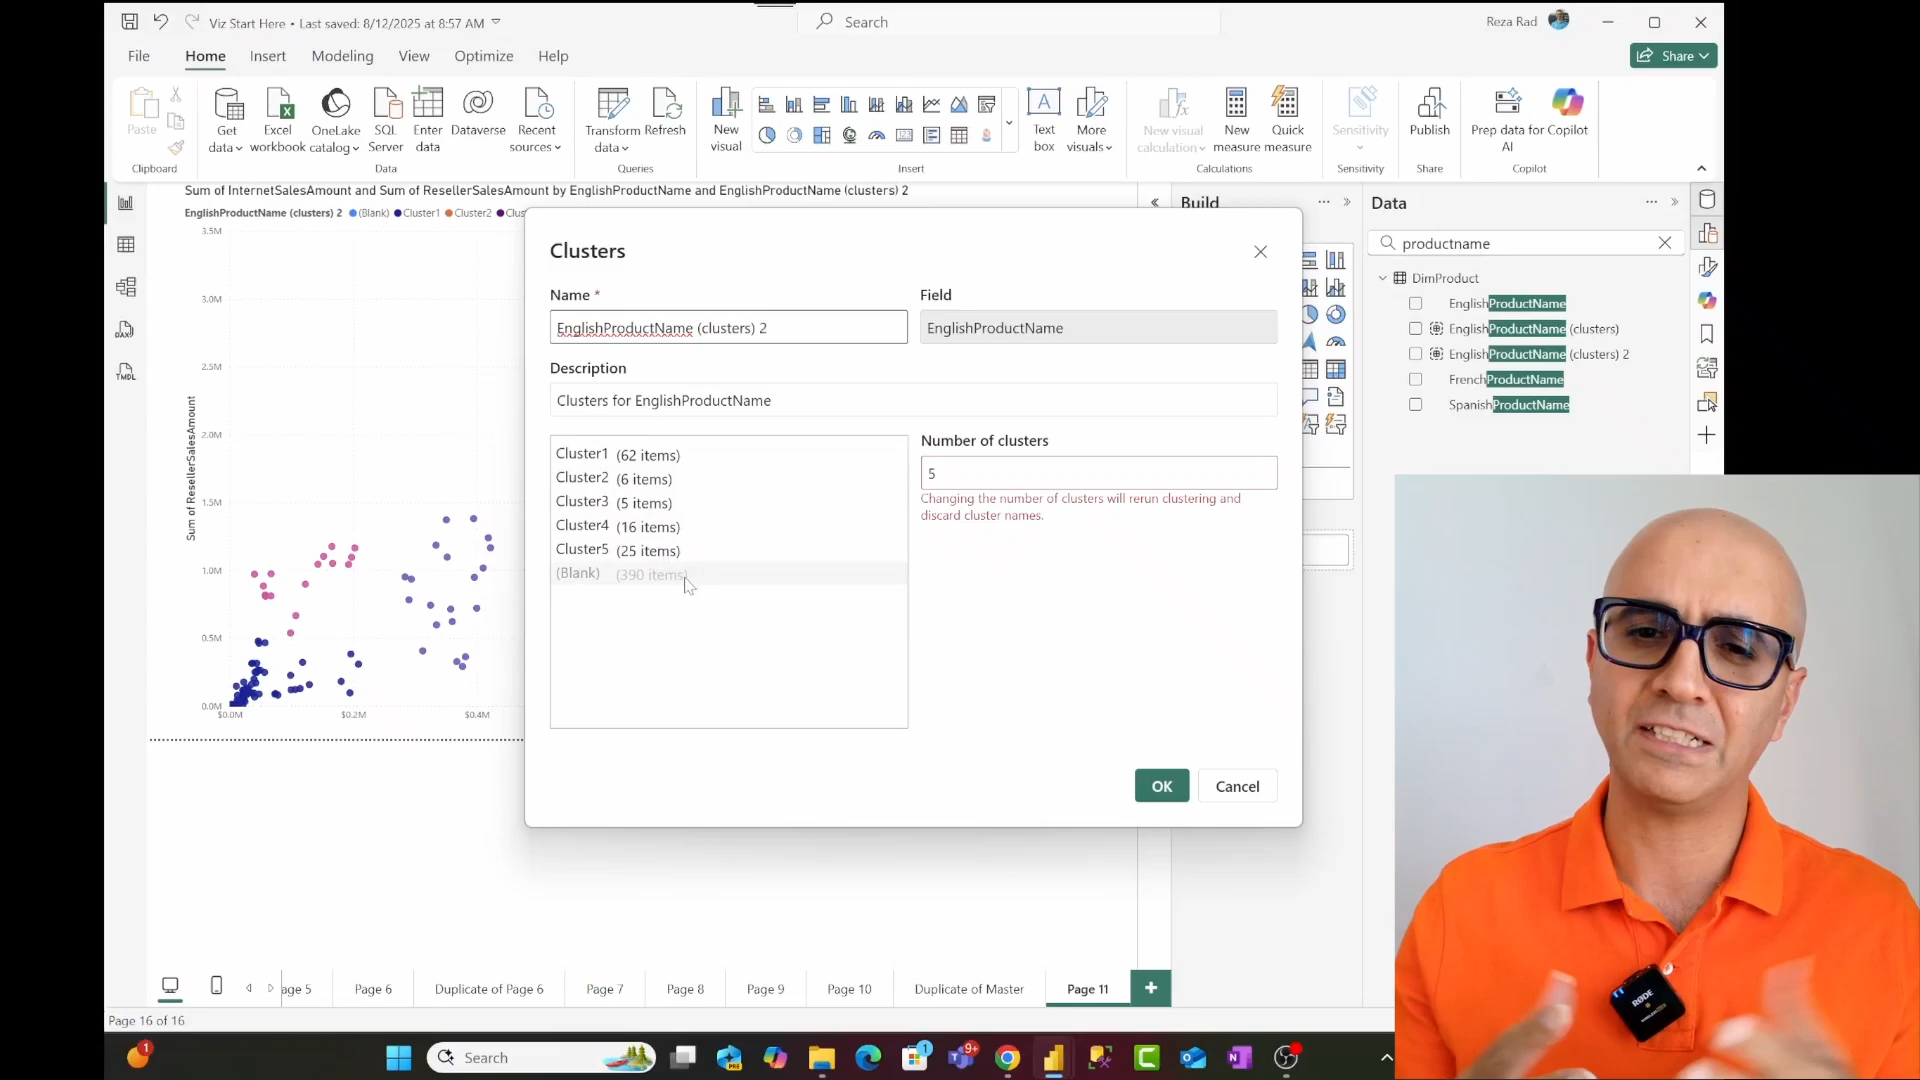 Viz Start Here • Last saved: 8/12/2025 at 8:57 AM
Search
Reza Rad
File Home Insert Modeling View Optimize Help
Share
Paste
Get data
Excel workbook
OneLake catalog
SQL Server
Enter data
Dataverse
Recent sources
Transform data
Refresh
New visual
Text box
More visuals
New visual calculation
New measure
Quick measure
Sensitivity
Publish
Prep data for AI
Copilot
Clipboard Data Queries Insert Calculations Sensitivity Share Copilot
Sum of InternetSalesAmount and Sum of ResellerSalesAmount by EnglishProductName and EnglishProductName (clusters) 2
EnglishProductName (clusters) 2 (Blank) Cluster1 Cluster2 Clus
3.5M
3.0M
2.5M
2.0M
1.5M
1.0M
0.5M
0.0M
Sum of ResellerSalesAmount
$0.0M $0.2M $0.4M
Clusters
Name *
EnglishProductName (clusters) 2
Field
EnglishProductName
Description
Clusters for EnglishProductName
Cluster1 (62 items)
Cluster2 (6 items)
Cluster3 (5 items)
Cluster4 (16 items)
Cluster5 (25 items)
(Blank) (390 items)
Number of clusters
5
Changing the number of clusters will rerun clustering and
discard cluster names.
OK
Cancel
Build
Data
productname
DimProduct
EnglishProductName
EnglishProductName (clusters)
EnglishProductName (clusters) 2
FrenchProductName
SpanishProductName
DAX
TMDL
age 5 Page 6 Duplicate of Page 6 Page 7 Page 8 Page 9 Page 10 Duplicate of Master Page 11
Page 16 of 16
1
Search
PRE
1
9+
RØDE